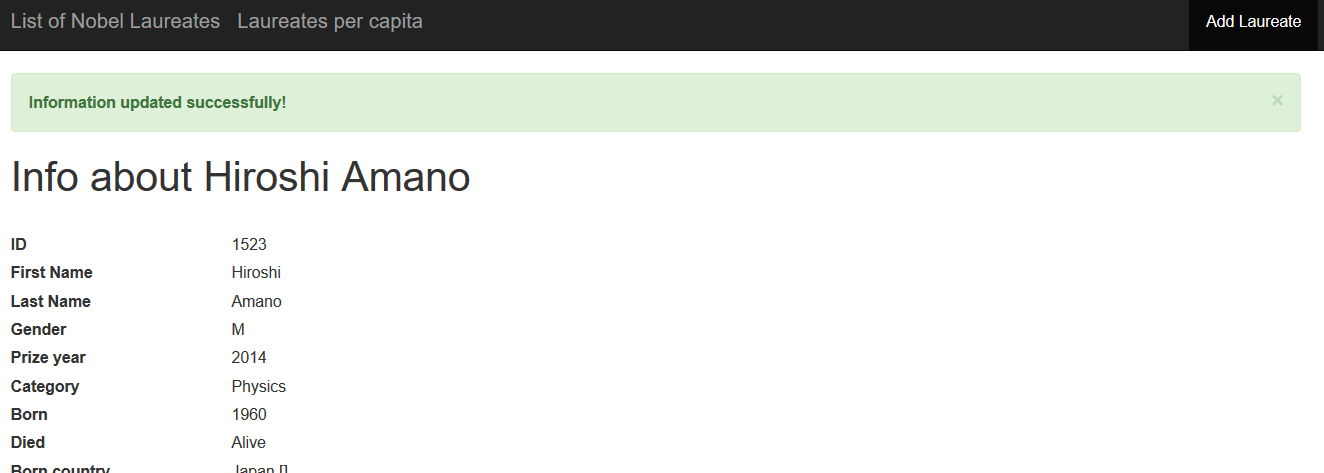 List of Nobel Laureates Laureates per capita Add Laureate
Information updated successfully! ×
Info about Hiroshi Amano
ID 1523
First Name Hiroshi
Last Name Amano
Gender M
Prize year 2014
Category Physics
Born 1960
Died Alive
Born country Japan []